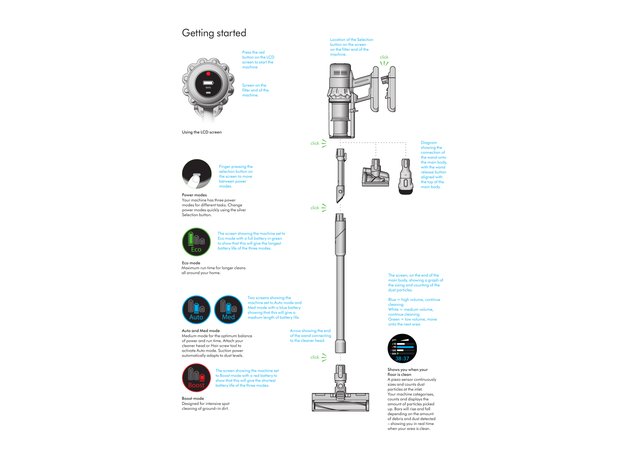 Getting started
Press the red
button on the LCD
screen to start the
machine
Screen on the
filter end of the
machine.
Using the LCD screen
Finger pressing the
selection button on
the screen to move
between power
modes.
Power modes
Your machine has three power
modes for different tasks. Change
power modes quickly using the silver
Selection button.
Eco
The screen showing the machine set to
Eco mode with a full battery in green
to show that this will give the longest
battery life of the three modes.
Eco mode
Maximum run time for longer cleans
all around your home.
Auto
Med
Two screens showing the
machine set to Auto mode and
Med mode with a blue battery
showing that this will give a
medium length of battery life.
Auto and Med mode
Medium mode for the optimum balance
of power and run time. Attach your
cleaner head or Hair screw tool to
activate Auto mode. Suction power
automatically adapts to dust levels.
Boost
The screen showing the machine set
to Boost mode with a red battery to
show that this will give the shortest
battery life of the three modes.
Boost mode
Designed for intensive spot
cleaning of ground-in dirt
Location of the Selection
button on the screen
on the filter end of the
machine.
click
click
Diagram
showing the
connection of
the wand onto
the main body,
with the wand
release button
aligned with
the top of the
main body.
click
Arrow showing the end
of the wand connecting
to the cleaner head.
click
The screen, on the end of the
main body, showing a graph of
the sizing and counting of the
dust particles.
Blue = high volume, continue
cleaning.
White = medium volume,
continue cleaning.
Green = low volume, move
onto the next area.
38:37
Shows you when your
floor is clean
A piezo sensor continuously
sizes and counts dust
particles at the inlet.
Your machine categorises,
counts and displays the
amount of particles picked
up. Bars will rise and fall
depending on the amount
of debris and dust detected
– showing you in real time
when your area is clean.